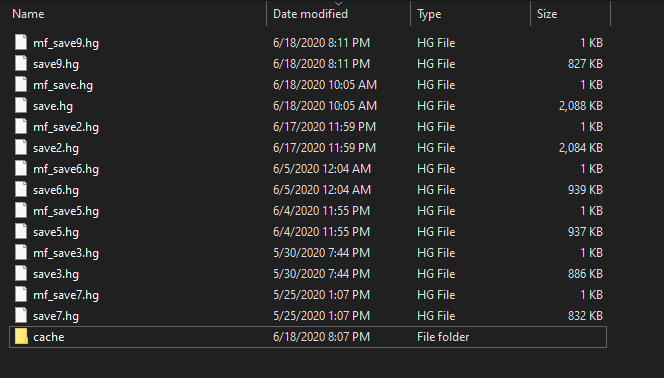 Name Date modified Type Size
mf_save9.hg 6/18/2020 8:11 PM HG File 1 KB
save9.hg 6/18/2020 8:11 PM HG File 827 KB
mf_save.hg 6/18/2020 10:05 AM HG File 1 KB
save.hg 6/18/2020 10:05 AM HG File 2,088 KB
mf_save2.hg 6/17/2020 11:59 PM HG File 1 KB
save2.hg 6/17/2020 11:59 PM HG File 2,084 KB
mf_save6.hg 6/5/2020 12:04 AM HG File 1 KB
save6.hg 6/5/2020 12:04 AM HG File 939 KB
mf_save5.hg 6/4/2020 11:55 PM HG File 1 KB
save5.hg 6/4/2020 11:55 PM HG File 937 KB
mf_save3.hg 5/30/2020 7:44 PM HG File 1 KB
save3.hg 5/30/2020 7:44 PM HG File 886 KB
mf_save7.hg 5/25/2020 1:07 PM HG File 1 KB
save7.hg 5/25/2020 1:07 PM HG File 832 KB
cache 6/18/2020 8:07 PM File folder